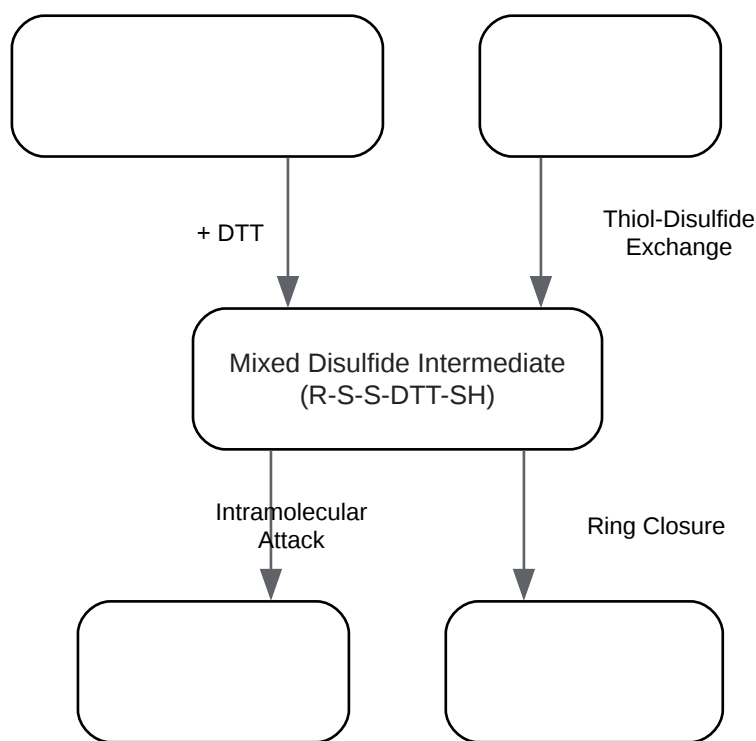 + DTT
Thiol-Disulfide
Exchange
Mixed Disulfide Intermediate
(R-S-S-DTT-SH)
Intramolecular
Attack
Ring Closure